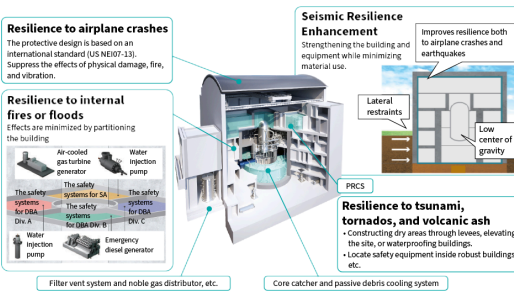 Resilience to airplane crashes
The protective design is based on an
international standard (US NEI07-13).
Suppress the effects of physical damage, fire,
and vibration.
Seismic Resilience
Enhancement
Strengthening the building and
equipment while minimizing
material use.
Improves resilience both
to airplane crashes and
earthquakes
Lateral
restraints
Low
center of
gravity
Resilience to internal
fires or floods
Effects are minimized by partitioning
the building
Air-cooled
gas turbine
generator
Water
injection
pump
The safety
systems
for DBA
Div. A
The safety
systems for SA
The safety
systems
for DBA Div. B
The safety
systems
for DBA
Div. C
Water
injection
pump
Emergency
diesel generator
PRCS
Resilience to tsunami,
tornados, and volcanic ash
• Constructing dry areas through levees, elevating
the site, or waterproofing buildings.
• Locate safety equipment inside robust buildings,
etc.
Filter vent system and noble gas distributor, etc.
Core catcher and passive debris cooling system